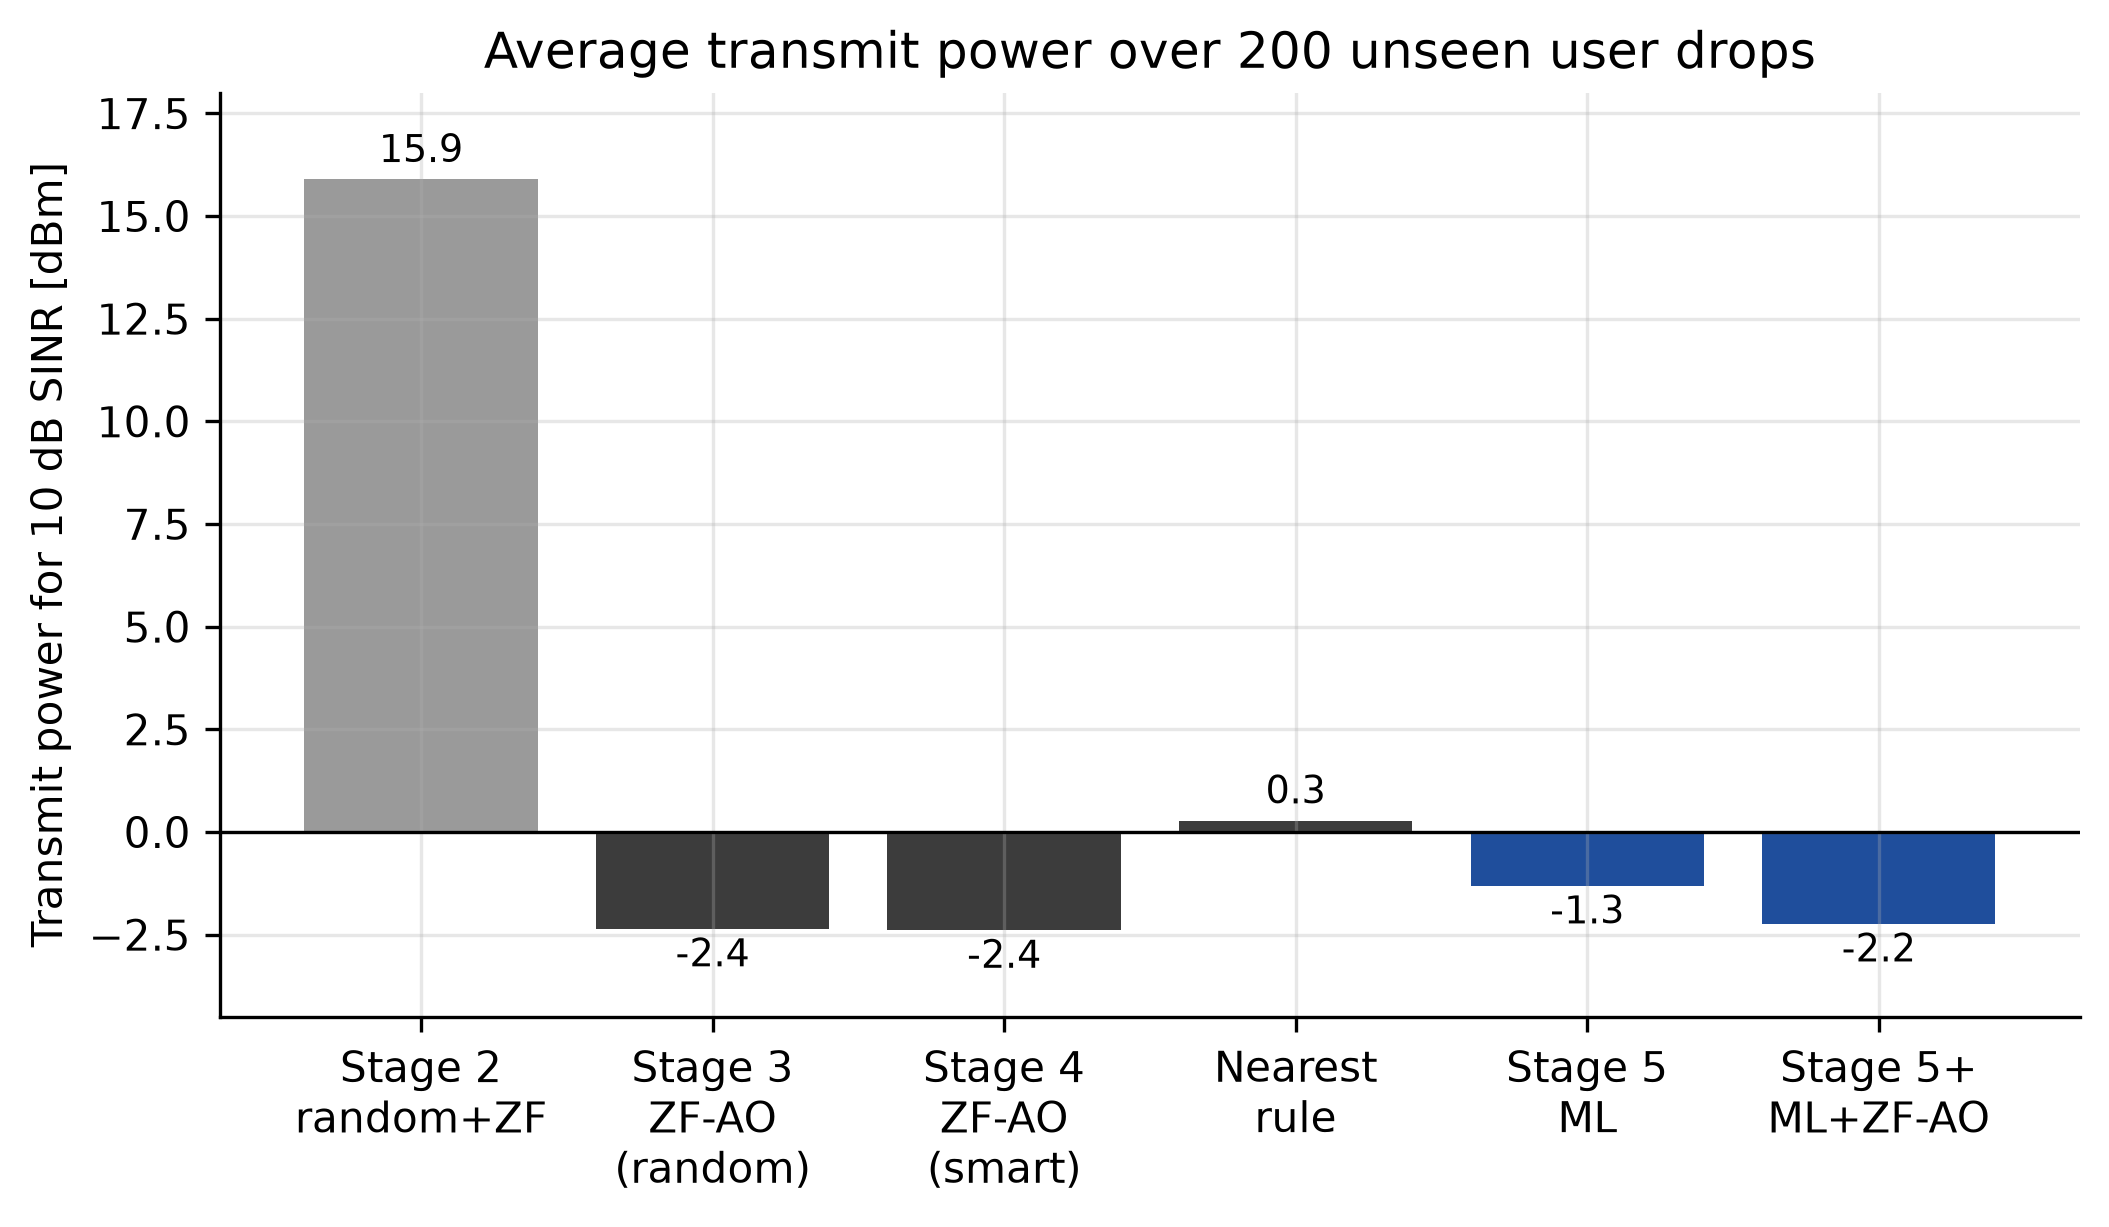 Average transmit power over 200 unseen user drops
Transmit power for 10 dB SINR [dBm]
17.5
15.0
12.5
10.0
7.5
5.0
2.5
0.0
−2.5
15.9
-2.4
-2.4
0.3
-1.3
-2.2
Stage 2
random+ZF
Stage 3
ZF-AO
(random)
Stage 4
ZF-AO
(smart)
Nearest
rule
Stage 5
ML
Stage 5+
ML+ZF-AO